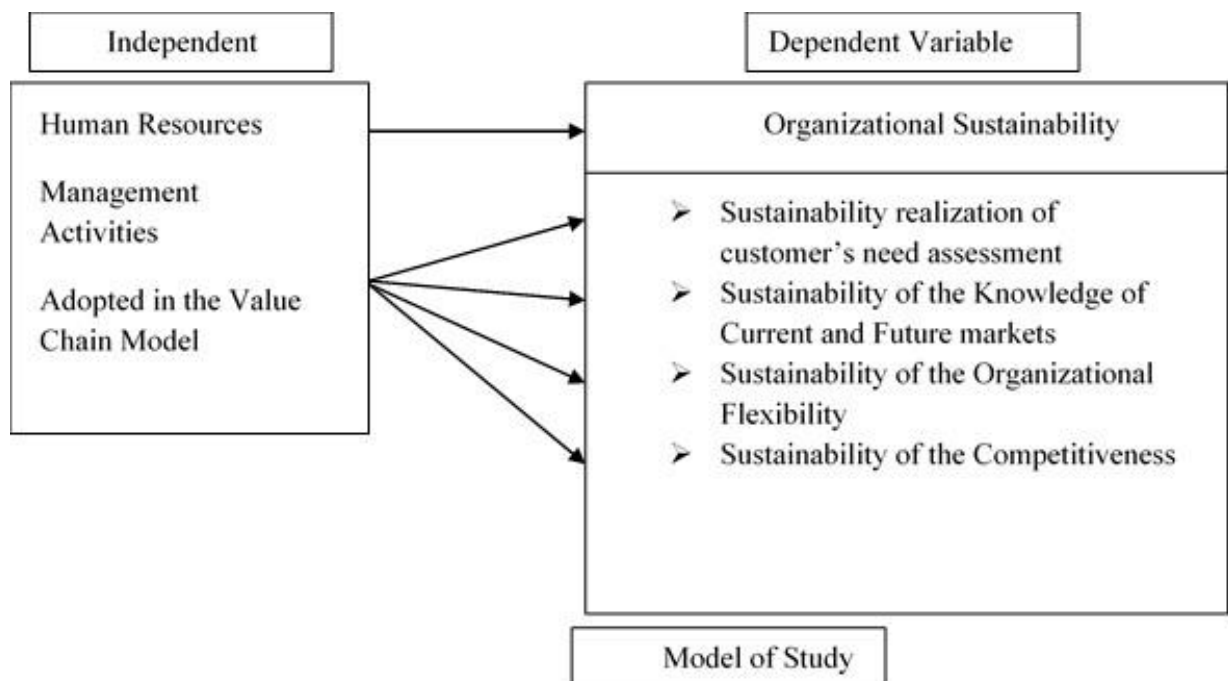 Independent
Dependent Variable
Human Resources
Management
Activities
Adopted in the Value
Chain Model
Organizational Sustainability
➤ Sustainability realization of
customer’s need assessment
➤ Sustainability of the Knowledge of
Current and Future markets
➤ Sustainability of the Organizational
Flexibility
➤ Sustainability of the Competitiveness
Model of Study